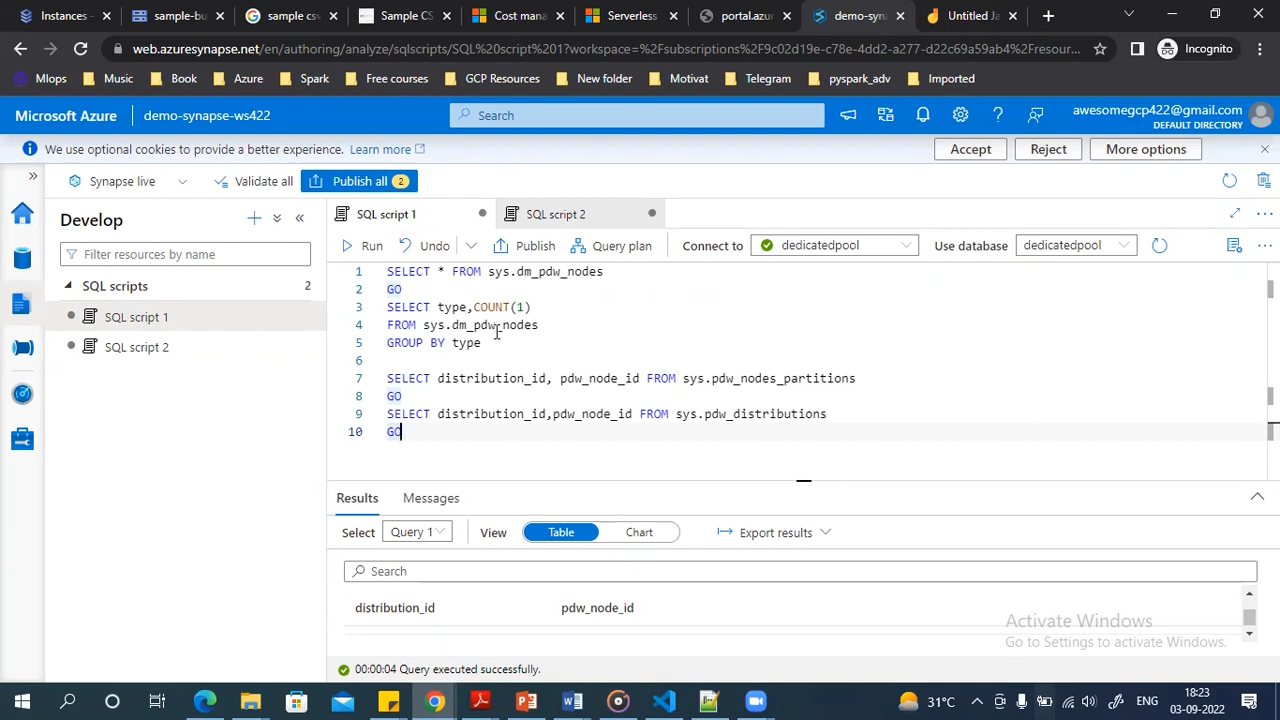 Instances -
sample-bu
sample csv
Sample CS
Cost man
Serverless
portal.azu
demo-syna
Untitled Ja
web.azuresynapse.net/en/authoring/analyze/sqlscripts/SQL%20script%201?workspace=%2Fsubscriptions%2F9c02d19e-c78e-4dd2-a277-d22c69a59ab4%2Fresour...
Incognito
Mlops
Music
Book
Azure
Spark
Free courses
GCP Resources
New folder
Motivat
Telegram
pyspark_adv
Imported
Microsoft Azure
demo-synapse-ws422
Search
awesomegcp422@gmail.com
DEFAULT DIRECTORY
We use optional cookies to provide a better experience. Learn more
Accept
Reject
More options
Synapse live
Validate all
Publish all 2
Develop
Filter resources by name
SQL scripts 2
SQL script 1
SQL script 2
SQL script 1
SQL script 2
Run
Undo
Publish
Query plan
Connect to
dedicatedpool
Use database
dedicatedpool
1 SELECT * FROM sys.dm_pdw_nodes
2 GO
3 SELECT type,COUNT(1)
4 FROM sys.dm_pdw_nodes
5 GROUP BY type
6
7 SELECT distribution_id, pdw_node_id FROM sys.pdw_nodes_partitions
8 GO
9 SELECT distribution_id,pdw_node_id FROM sys.pdw_distributions
10 GO
Results
Messages
Select
Query 1
View
Table
Chart
Export results
Search
distribution_id
pdw_node_id
Activate Windows
Go to Settings to activate Windows.
00:00:04 Query executed successfully.
31°C
ENG
18:23
03-09-2022